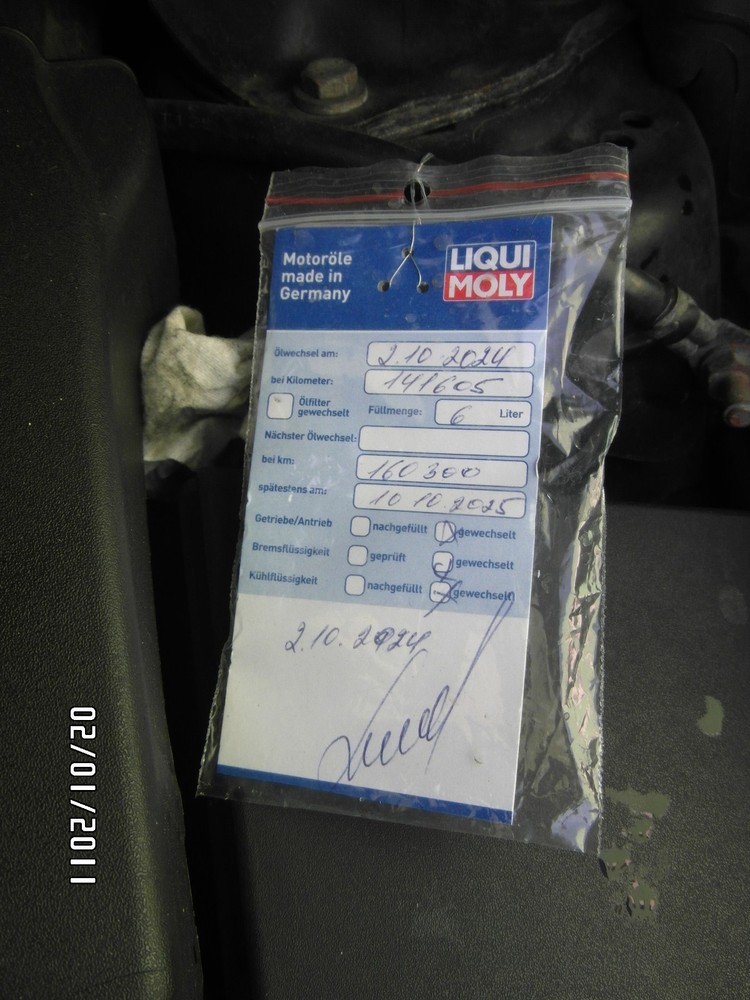 Motoröle
made in
Germany
LIQUI
MOLY
Ölwechsel am: 2.10.2024
bei Kilometer: 141605
Ölfilter
gewechselt
Füllmenge: 6 Liter
Nächster Ölwechsel:
bei km: 160 300
spätestens am: 10 10.2025
Getriebe/Antrieb nachgefüllt gewechselt
Bremsflüssigkeit geprüft gewechselt
Kühlflüssigkeit nachgefüllt gewechselt
2.10.2024
02/01/2011